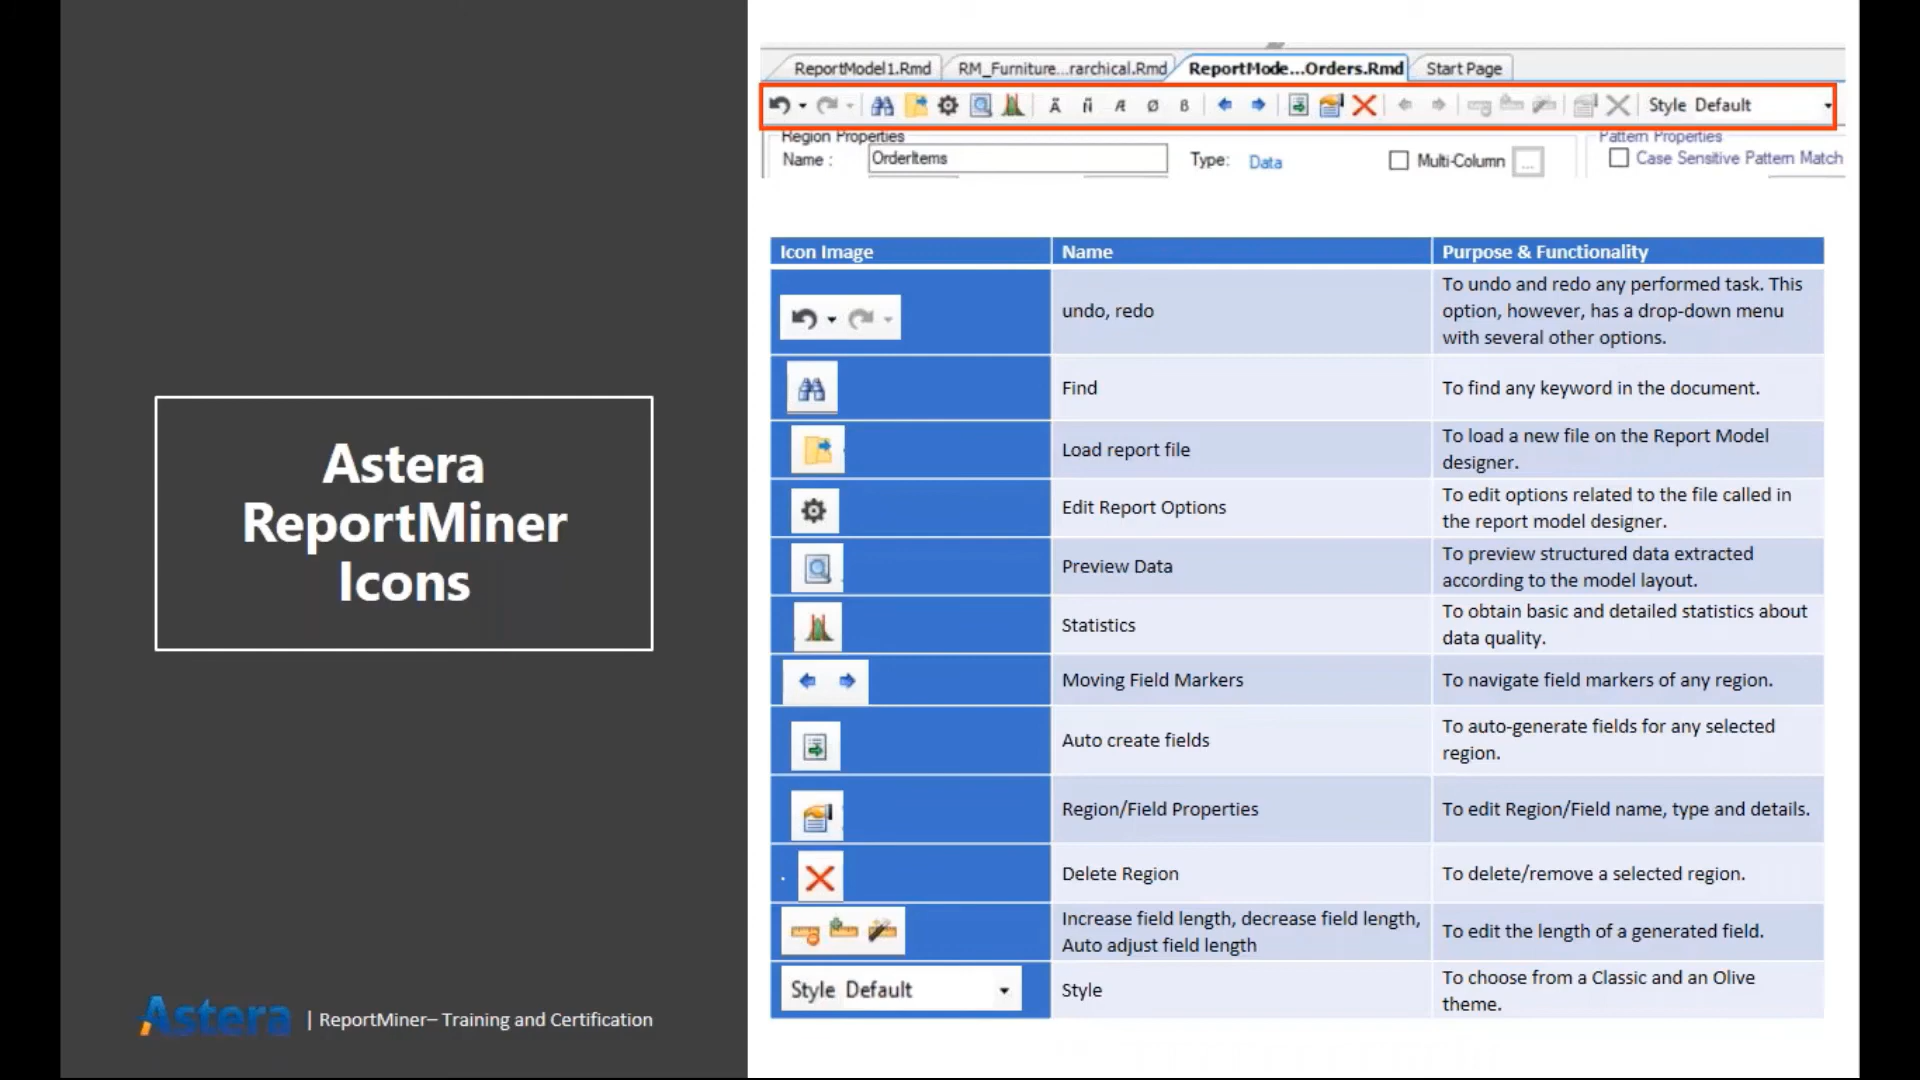 ReportModel1.Rmd
RM_Furniture...rarchical.Rmd
ReportMode...Orders.Rmd
Start Page
Ä Ñ Æ Ø ß
Style Default
Region Properties
Pattern Properties
Name :
OrderItems
Type: Data
Multi-Column
...
Case Sensitive Pattern Match
Astera
ReportMiner
Icons
Icon Image
Name
Purpose & Functionality
undo, redo
To undo and redo any performed task. This
option, however, has a drop-down menu
with several other options.
Find
To find any keyword in the document.
Load report file
To load a new file on the Report Model
designer.
Edit Report Options
To edit options related to the file called in
the report model designer.
Preview Data
To preview structured data extracted
according to the model layout.
Statistics
To obtain basic and detailed statistics about
data quality.
Moving Field Markers
To navigate field markers of any region.
Auto create fields
To auto-generate fields for any selected
region.
Region/Field Properties
To edit Region/Field name, type and details.
Delete Region
To delete/remove a selected region.
Increase field length, decrease field length,
Auto adjust field length
To edit the length of a generated field.
Style Default
Style
To choose from a Classic and an Olive
theme.
Astera | ReportMiner– Training and Certification